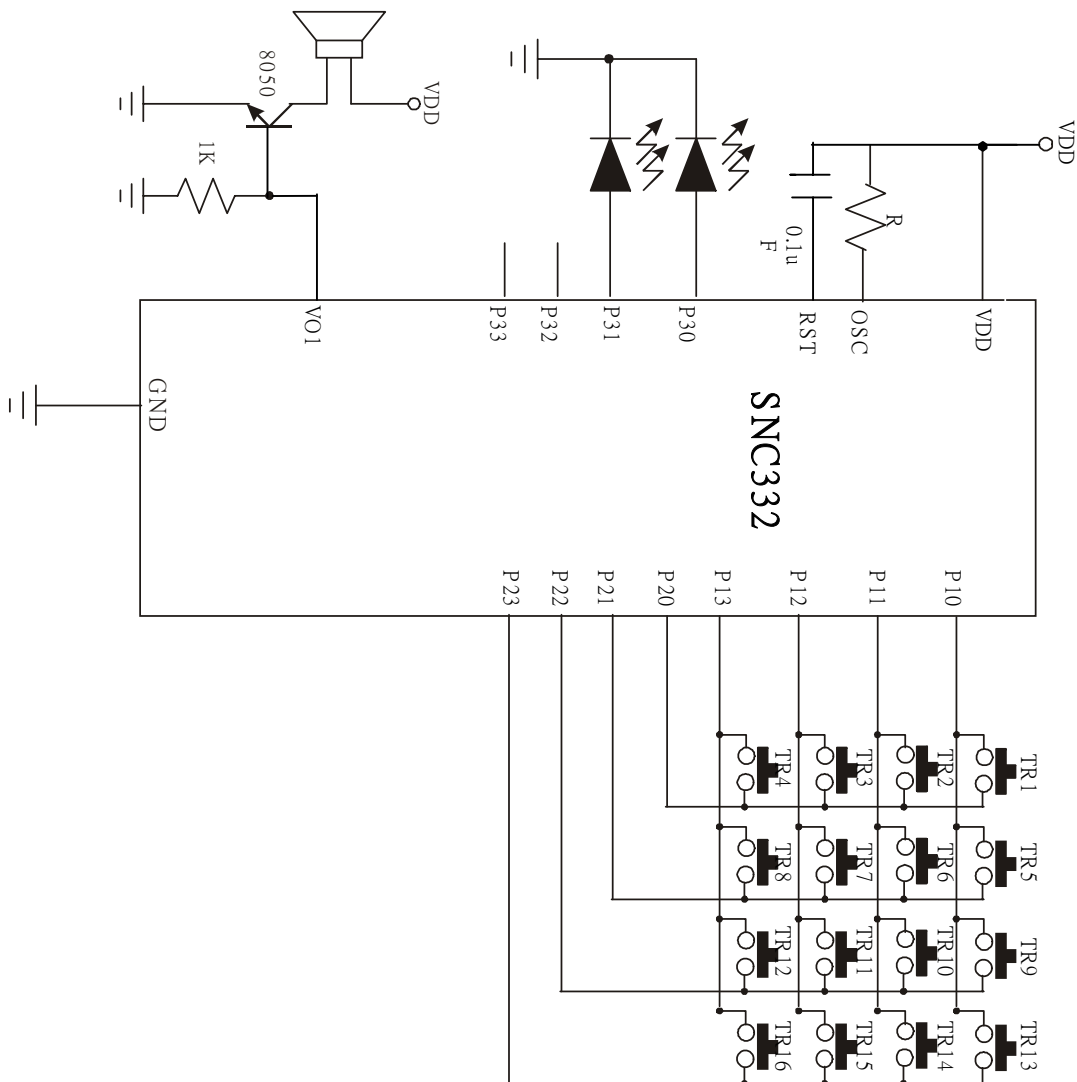 VDD
VDD
8050
1K
R
0.1u
F
VO1
P33
P32
P31
P30
RST
OSC
VDD
GND
SNC332
P23
P22
P21
P20
P13
P12
P11
P10
TR4
TR3
TR2
TR1
TR8
TR7
TR6
TR5
TR12
TR11
TR10
TR9
TR16
TR15
TR14
TR13